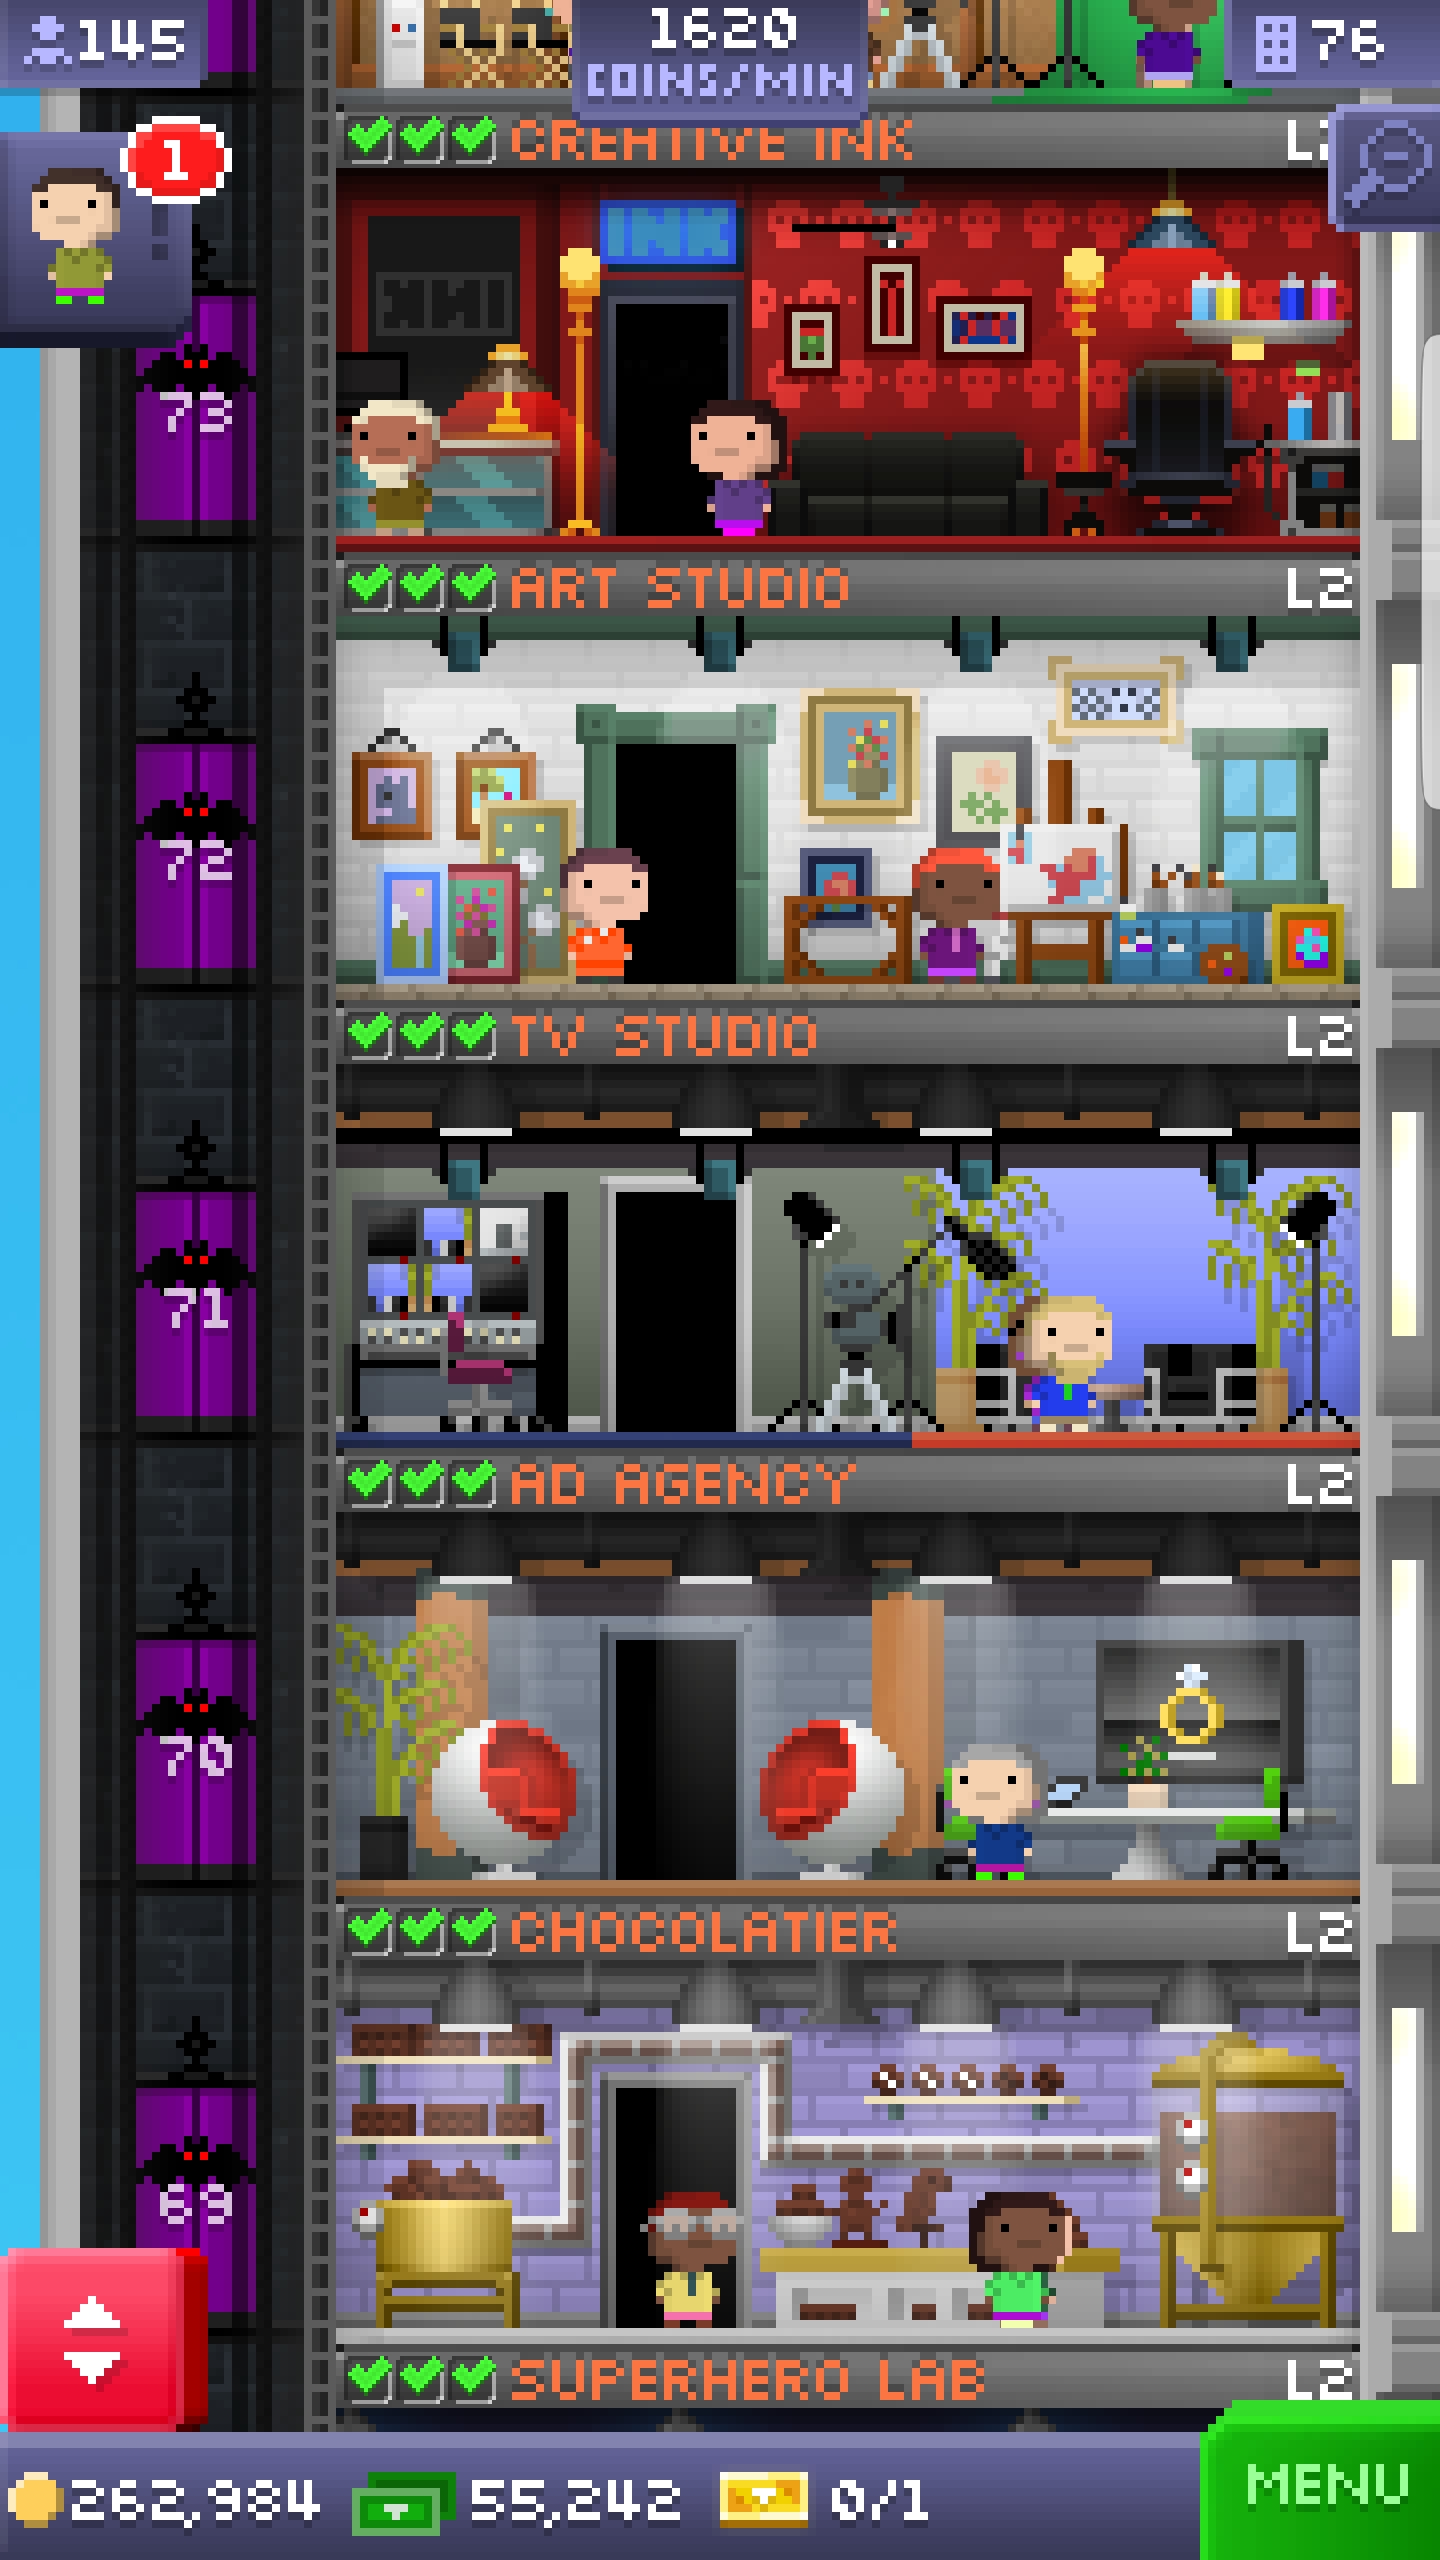 145
1620
COINS/MIN
76
1
CREATIVE INK
INK
73
ART STUDIO L2
72
TV STUDIO L2
71
AD AGENCY L2
70
CHOCOLATIER L2
69
SUPERHERO LAB L2
262,984 55,242 0/1
MENU